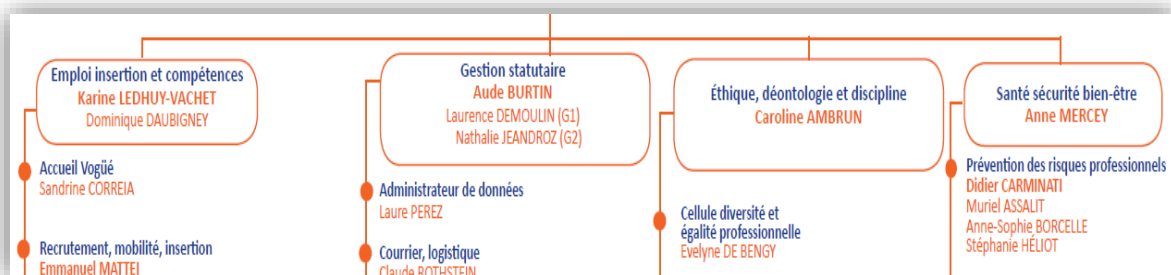 Emploi insertion et compétences
Karine LEDHUY-VACHET
Dominique DAUBIGNEY
Accueil Vogüé
Sandrine CORREIA
Recrutement, mobilité, insertion
Emmanuel MATTEI
Gestion statutaire
Aude BURTIN
Laurence DEMOULIN (G1)
Nathalie JEANDROZ (G2)
Administrateur de données
Laure PEREZ
Courrier, logistique
Claude ROTHSTEIN
Éthique, déontologie et discipline
Caroline AMBRUN
Cellule diversité et
égalité professionnelle
Evelyne DE BENGY
Santé sécurité bien-être
Anne MERCEY
Prévention des risques professionnels
Didier CARMINATI
Muriel ASSALIT
Anne-Sophie BORCELLE
Stéphanie HÉLIOT